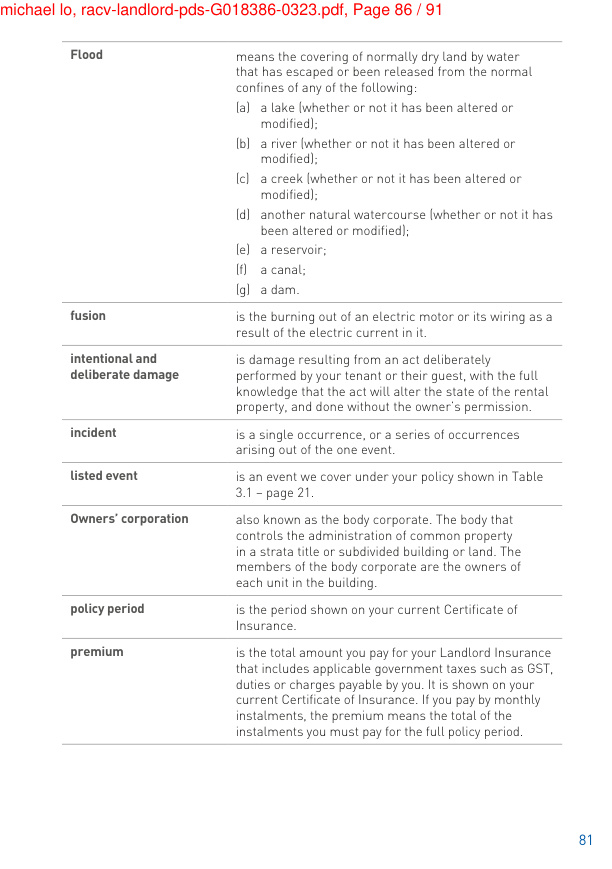 michael lo, racv-landlord-pds-G018386-0323.pdf, Page 86 / 91
Flood
means the covering of normally dry land by water
that has escaped or been released from the normal
confines of any of the following:
(a) a lake (whether or not it has been altered or
modified);
(b) a river (whether or not it has been altered or
modified);
(c) a creek (whether or not it has been altered or
modified);
(d) another natural watercourse (whether or not it has
been altered or modified);
(e) a reservoir;
(f) a canal;
(g) a dam.
fusion
is the burning out of an electric motor or its wiring as a
result of the electric current in it.
intentional and
deliberate damage
is damage resulting from an act deliberately
performed by your tenant or their guest, with the full
knowledge that the act will alter the state of the rental
property, and done without the owner's permission.
incident
is a single occurrence, or a series of occurrences
arising out of the one event.
listed event
is an event we cover under your policy shown in Table
3.1 – page 21.
Owners' corporation
also known as the body corporate. The body that
controls the administration of common property
in a strata title or subdivided building or land. The
members of the body corporate are the owners of
each unit in the building.
policy period
is the period shown on your current Certificate of
Insurance.
premium
is the total amount you pay for your Landlord Insurance
that includes applicable government taxes such as GST,
duties or charges payable by you. It is shown on your
current Certificate of Insurance. If you pay by monthly
instalments, the premium means the total of the
instalments you must pay for the full policy period.
81